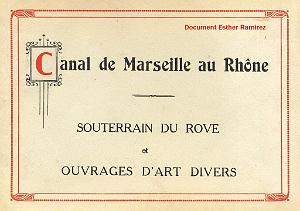 Document Esther Ramirez
Canal de Marseille au Rhône
SOUTERRAIN DU ROVE
et
OUVRAGES D'ART DIVERS